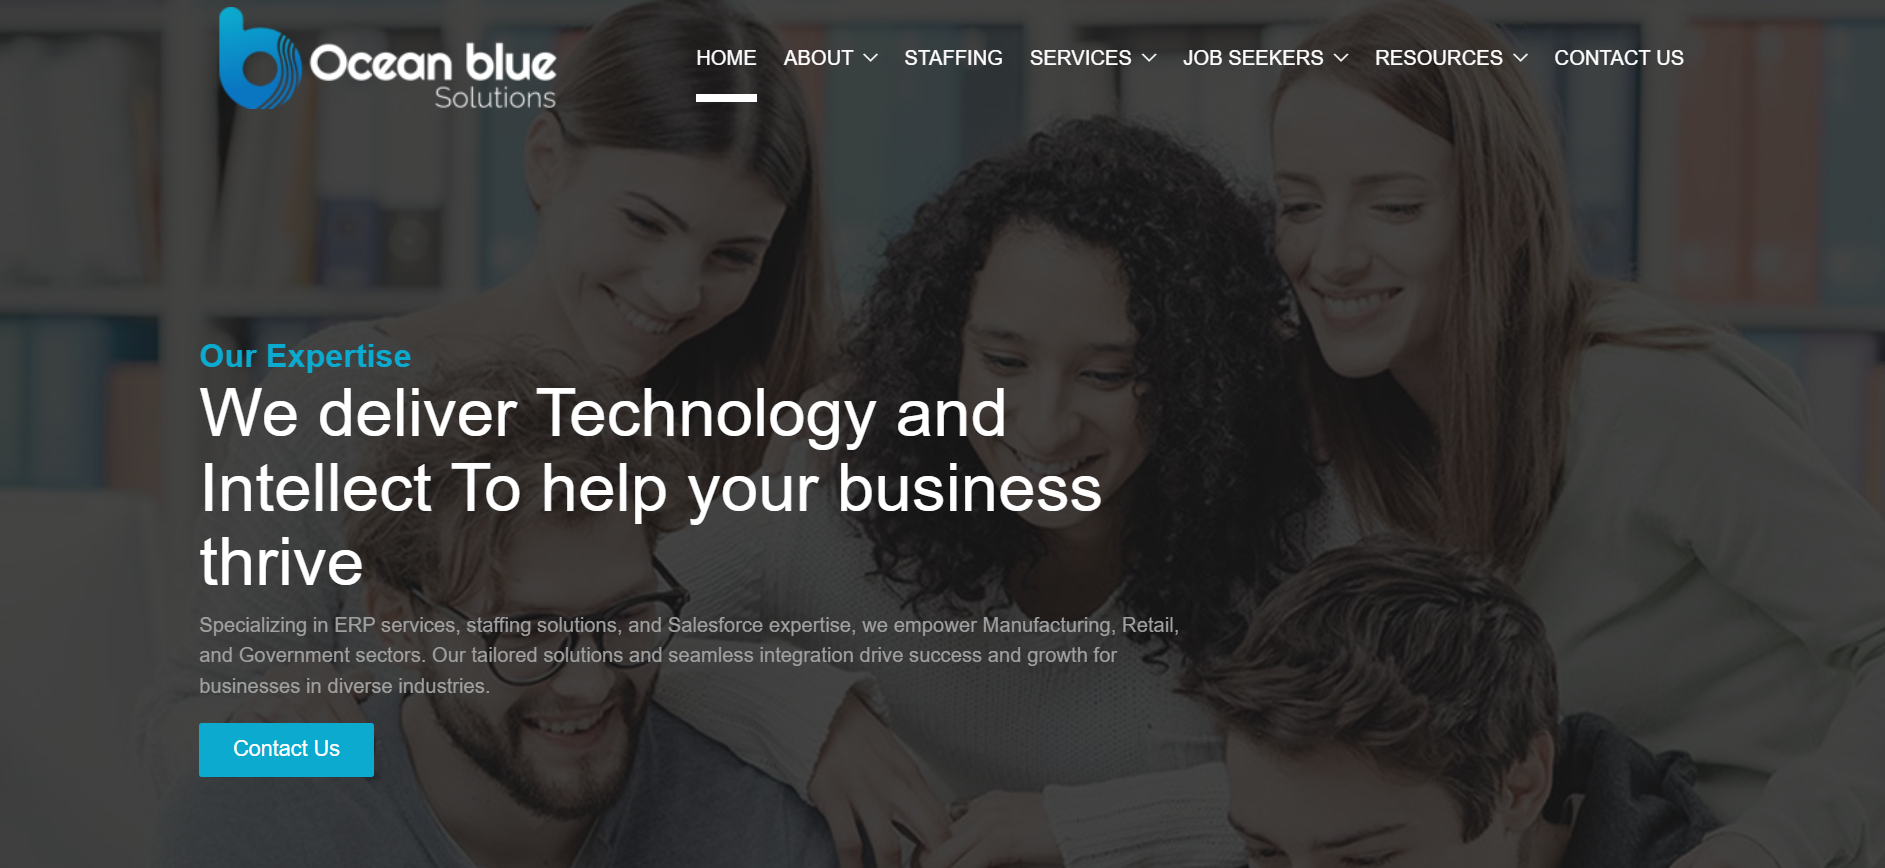 Ocean blue
Solutions
HOME ABOUT STAFFING SERVICES JOB SEEKERS RESOURCES CONTACT US
Our Expertise
We deliver Technology and
Intellect To help your business
thrive
Specializing in ERP services, staffing solutions, and Salesforce expertise, we empower Manufacturing, Retail,
and Government sectors. Our tailored solutions and seamless integration drive success and growth for
businesses in diverse industries.
Contact Us